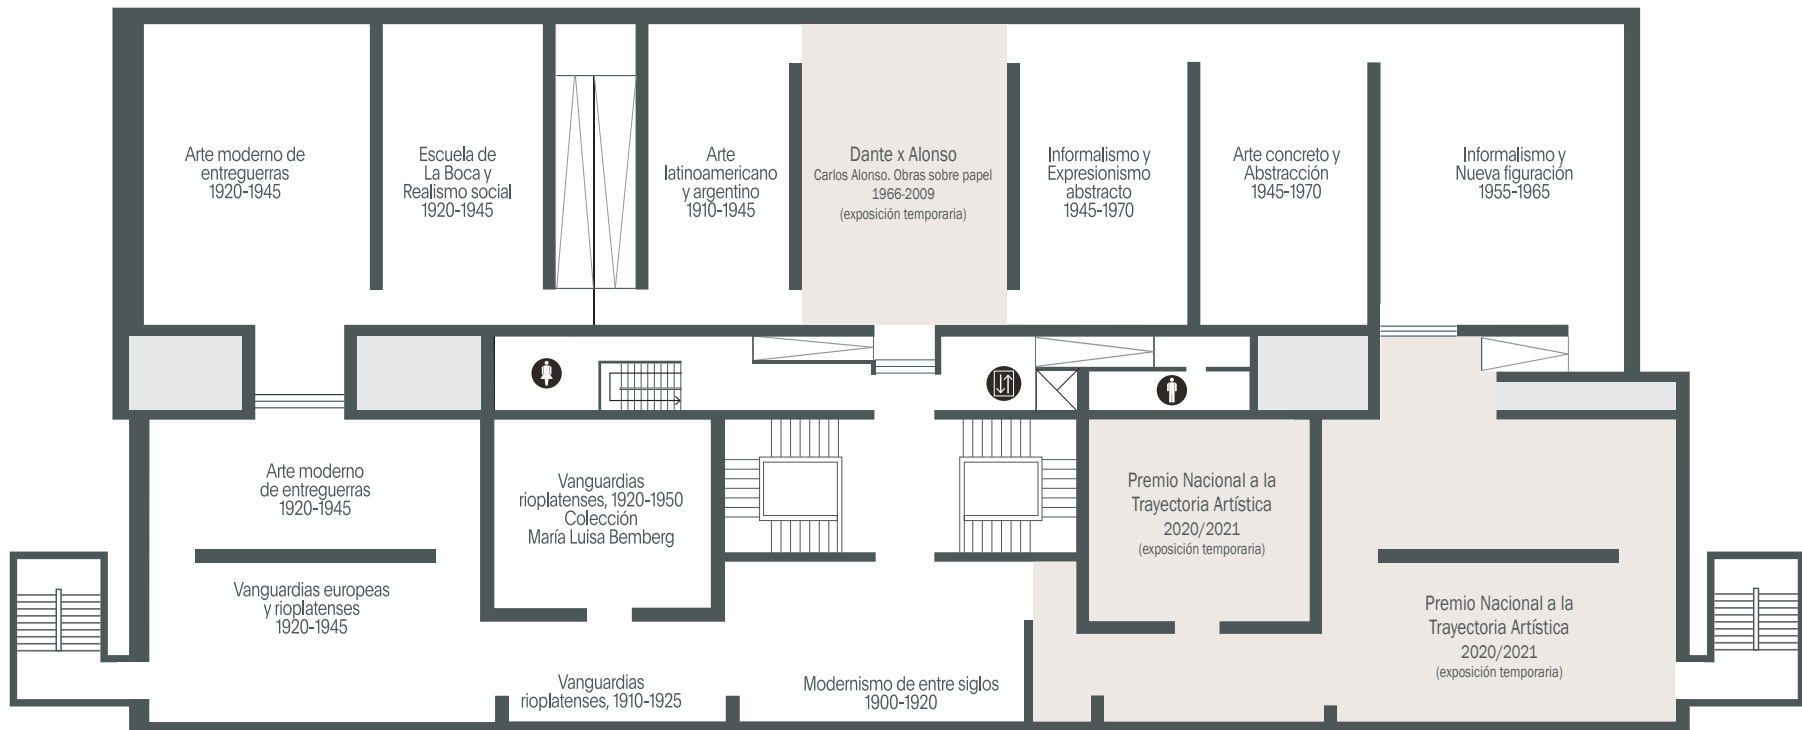 Arte moderno de
entreguerras
1920-1945
Escuela de
La Boca y
Realismo social
1920-1945
Arte
latinoamericano
y argentino
1910-1945
Dante x Alonso
Carlos Alonso. Obras sobre papel
1966-2009
(exposición temporaria)
Informalismo y
Expresionismo
abstracto
1945-1970
Arte concreto y
Abstracción
1945-1970
Informalismo y
Nueva figuración
1955-1965
Arte moderno
de entreguerras
1920-1945
Vanguardias europeas
y rioplatenses
1920-1945
Vanguardias
rioplatenses, 1920-1950
Colección
María Luisa Bemberg
Vanguardias
rioplatenses, 1910-1925
Modernismo de entre siglos
1900-1920
Premio Nacional a la
Trayectoria Artística
2020/2021
(exposición temporaria)
Premio Nacional a la
Trayectoria Artística
2020/2021
(exposición temporaria)